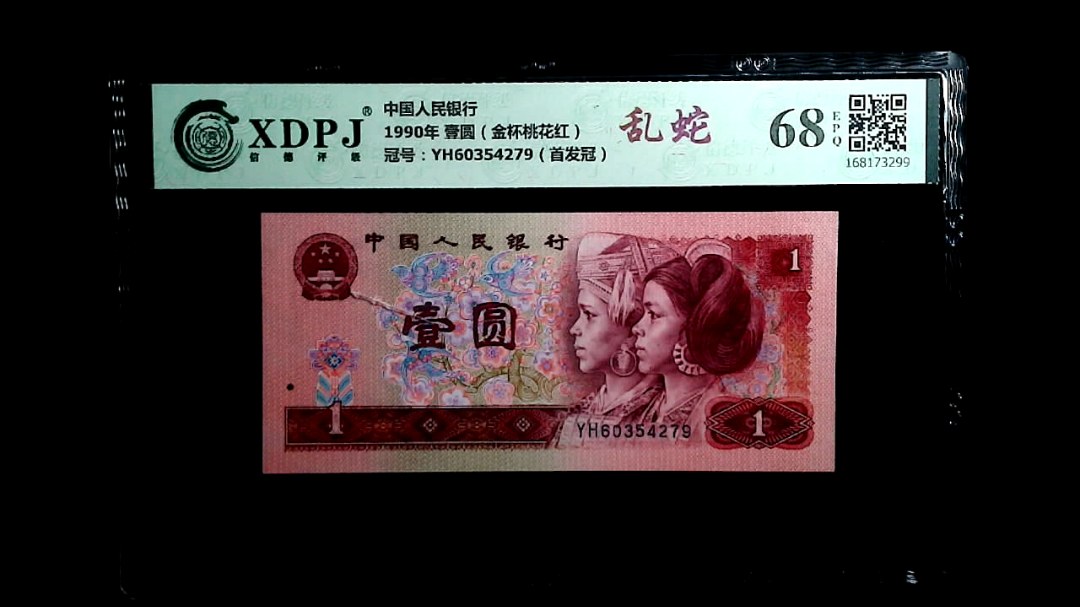 XDPJ®
信德评级
中国人民银行
1990年 壹圆（金杯桃花红）
冠号：YH60354279（首发冠）
乱蛇
68
EPQ
168173299
中国人民银行
1
壹圆
1
YH60354279
1